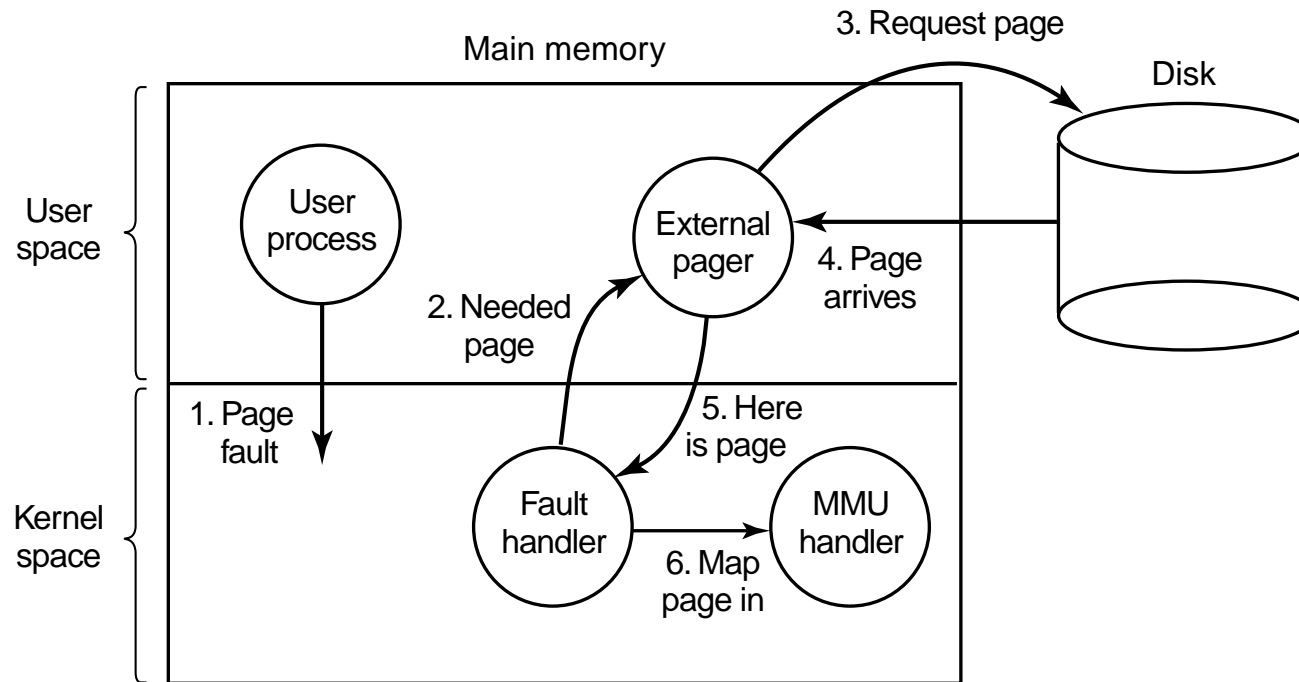 3. Request page
Main memory
Disk
User
space
User
process
External
pager
4. Page
arrives
2. Needed
page
1. Page
fault
5. Here
is page
Kernel
space
Fault
handler
MMU
handler
6. Map
page in